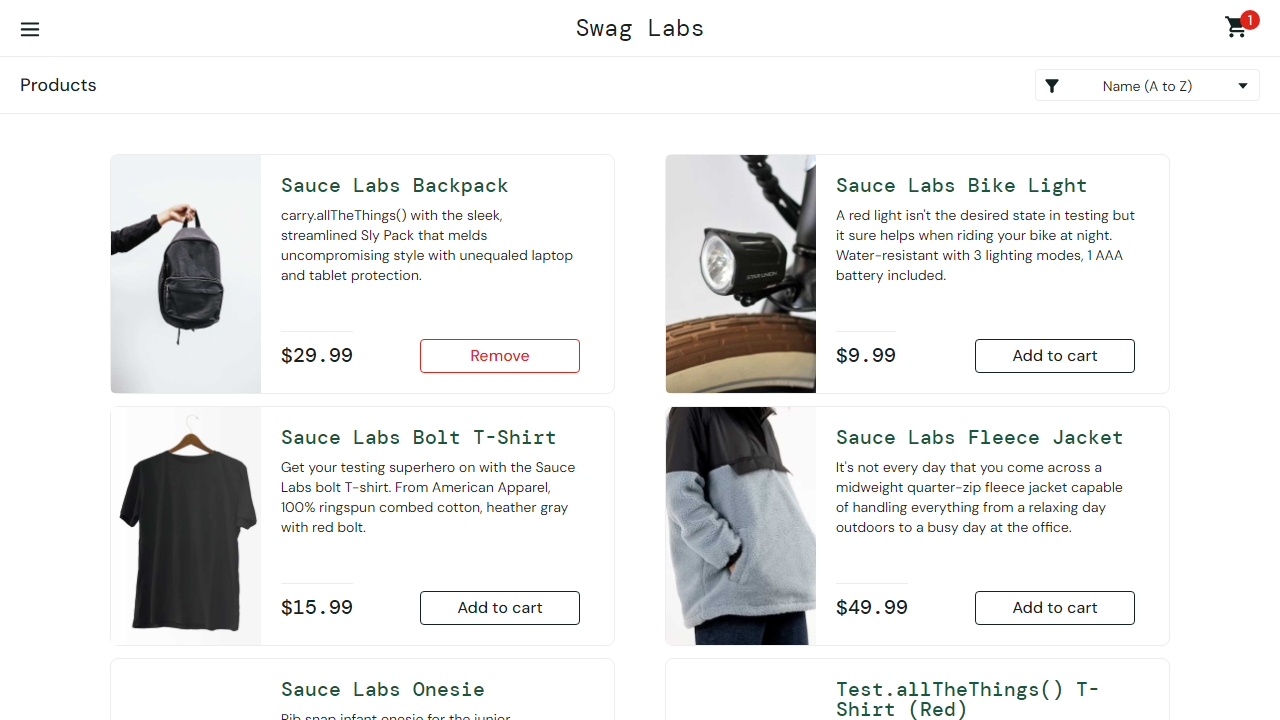 Swag Labs
1
Products
Name (A to Z)
Sauce Labs Backpack
carry.allTheThings() with the sleek,
streamlined Sly Pack that melds
uncompromising style with unequaled laptop
and tablet protection.
$29.99
Remove
Sauce Labs Bike Light
A red light isn't the desired state in testing but
it sure helps when riding your bike at night.
Water-resistant with 3 lighting modes, 1 AAA
battery included.
$9.99
Add to cart
Sauce Labs Bolt T-Shirt
Get your testing superhero on with the Sauce
Labs bolt T-shirt. From American Apparel,
100% ringspun combed cotton, heather gray
with red bolt.
$15.99
Add to cart
Sauce Labs Fleece Jacket
It's not every day that you come across a
midweight quarter-zip fleece jacket capable
of handling everything from a relaxing day
outdoors to a busy day at the office.
$49.99
Add to cart
Sauce Labs Onesie
Rib snap infant onesie for the junior
Test.allTheThings() T-
Shirt (Red)